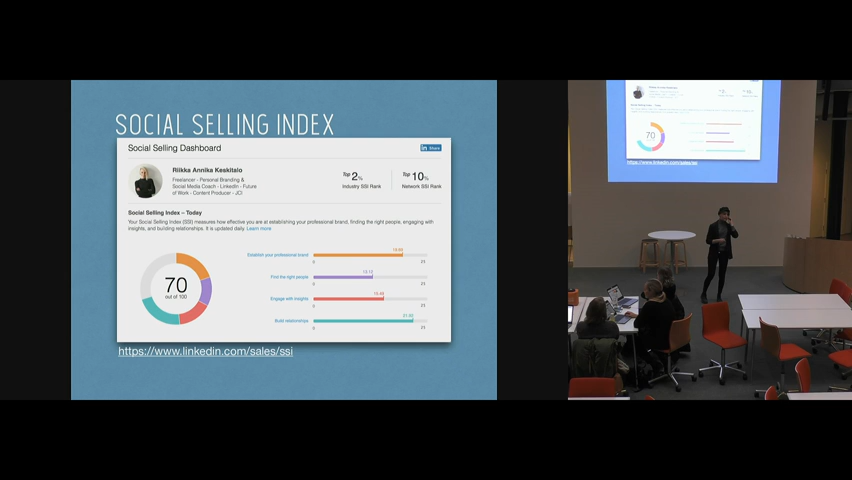 SOCIAL SELLING INDEX
Social Selling Dashboard
in Share
Riikka Annika Keskitalo
Freelancer - Personal Branding &
Social Media Coach - LinkedIn - Future
of Work - Content Producer - JCI
Top 2%
Industry SSI Rank
Top 10%
Network SSI Rank
Social Selling Index – Today
Your Social Selling Index (SSI) measures how effective you are at establishing your professional brand, finding the right people, engaging with
insights, and building relationships. It is updated daily. Learn more
70
out of 100
Establish your professional brand
Find the right people
13.12
Engage with insights
Build relationships
https://www.linkedin.com/sales/ssi
70